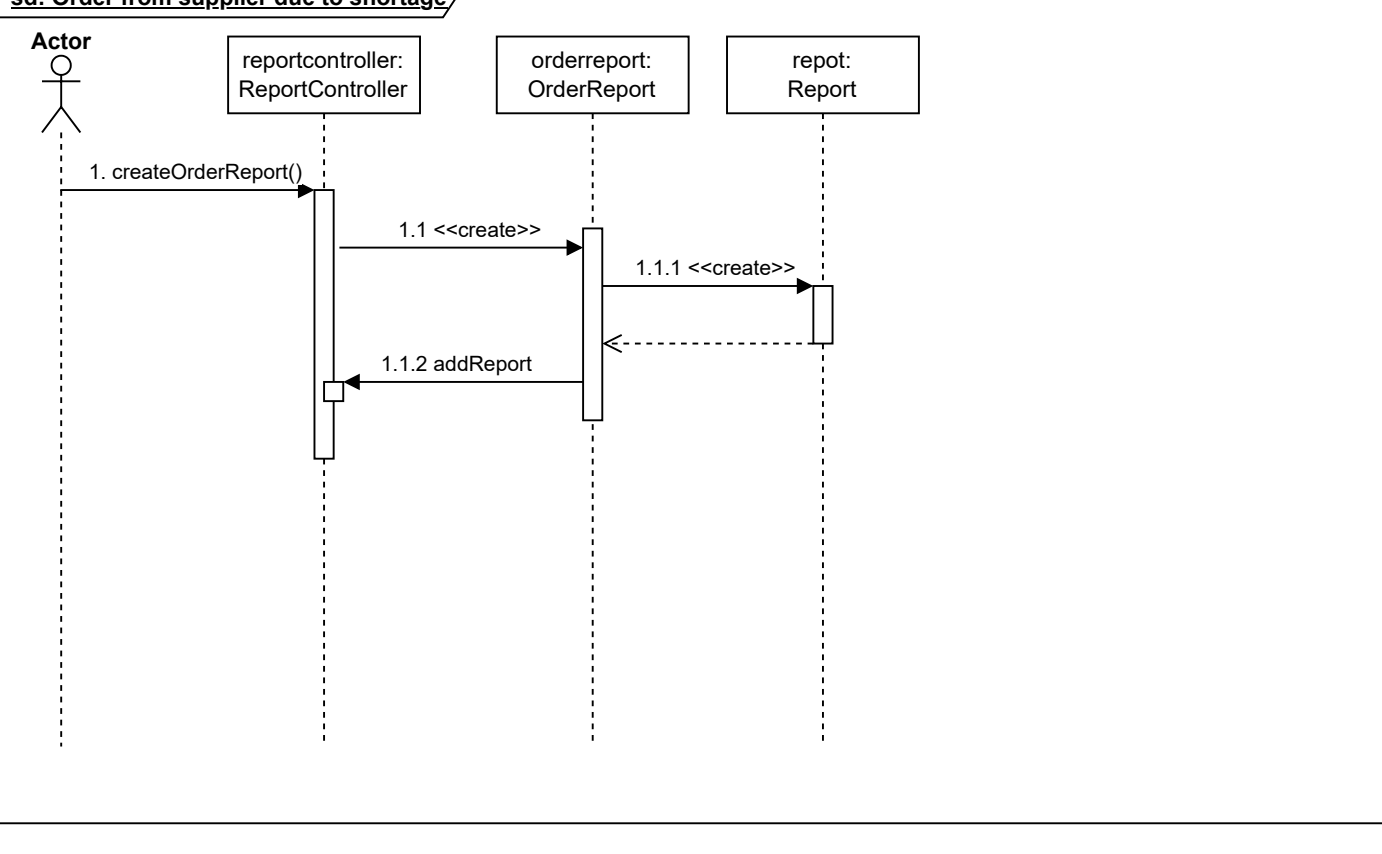 sd: Order from supplier due to shortage
Actor
reportcontroller:
ReportController
orderreport:
OrderReport
repot:
Report
1. createOrderReport()
1.1 <<create>>
1.1.1 <<create>>
1.1.2 addReport